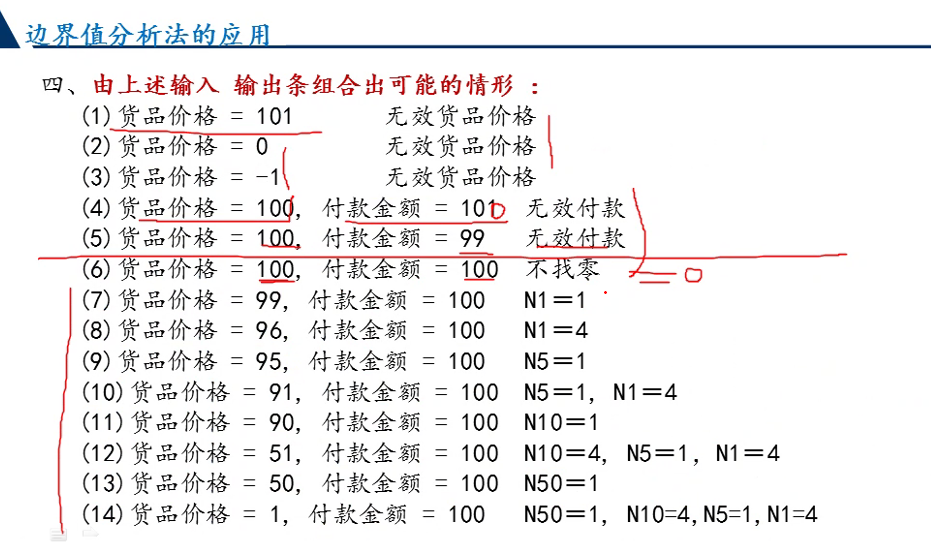 边界值分析法的应用
四、由上述输入 输出条组合出可能的情形 :
(1)货品价格 = 101 无效货品价格
(2)货品价格 = 0 无效货品价格
(3)货品价格 = -1 无效货品价格
(4)货品价格 = 100, 付款金额 = 101 无效付款
(5)货品价格 = 100, 付款金额 = 99 无效付款
(6)货品价格 = 100, 付款金额 = 100 不找零
(7)货品价格 = 99, 付款金额 = 100 N1=1
(8)货品价格 = 96, 付款金额 = 100 N1=4
(9)货品价格 = 95, 付款金额 = 100 N5=1
(10)货品价格 = 91, 付款金额 = 100 N5=1, N1=4
(11)货品价格 = 90, 付款金额 = 100 N10=1
(12)货品价格 = 51, 付款金额 = 100 N10=4, N5=1, N1=4
(13)货品价格 = 50, 付款金额 = 100 N50=1
(14)货品价格 = 1, 付款金额 = 100 N50=1, N10=4,N5=1,N1=4